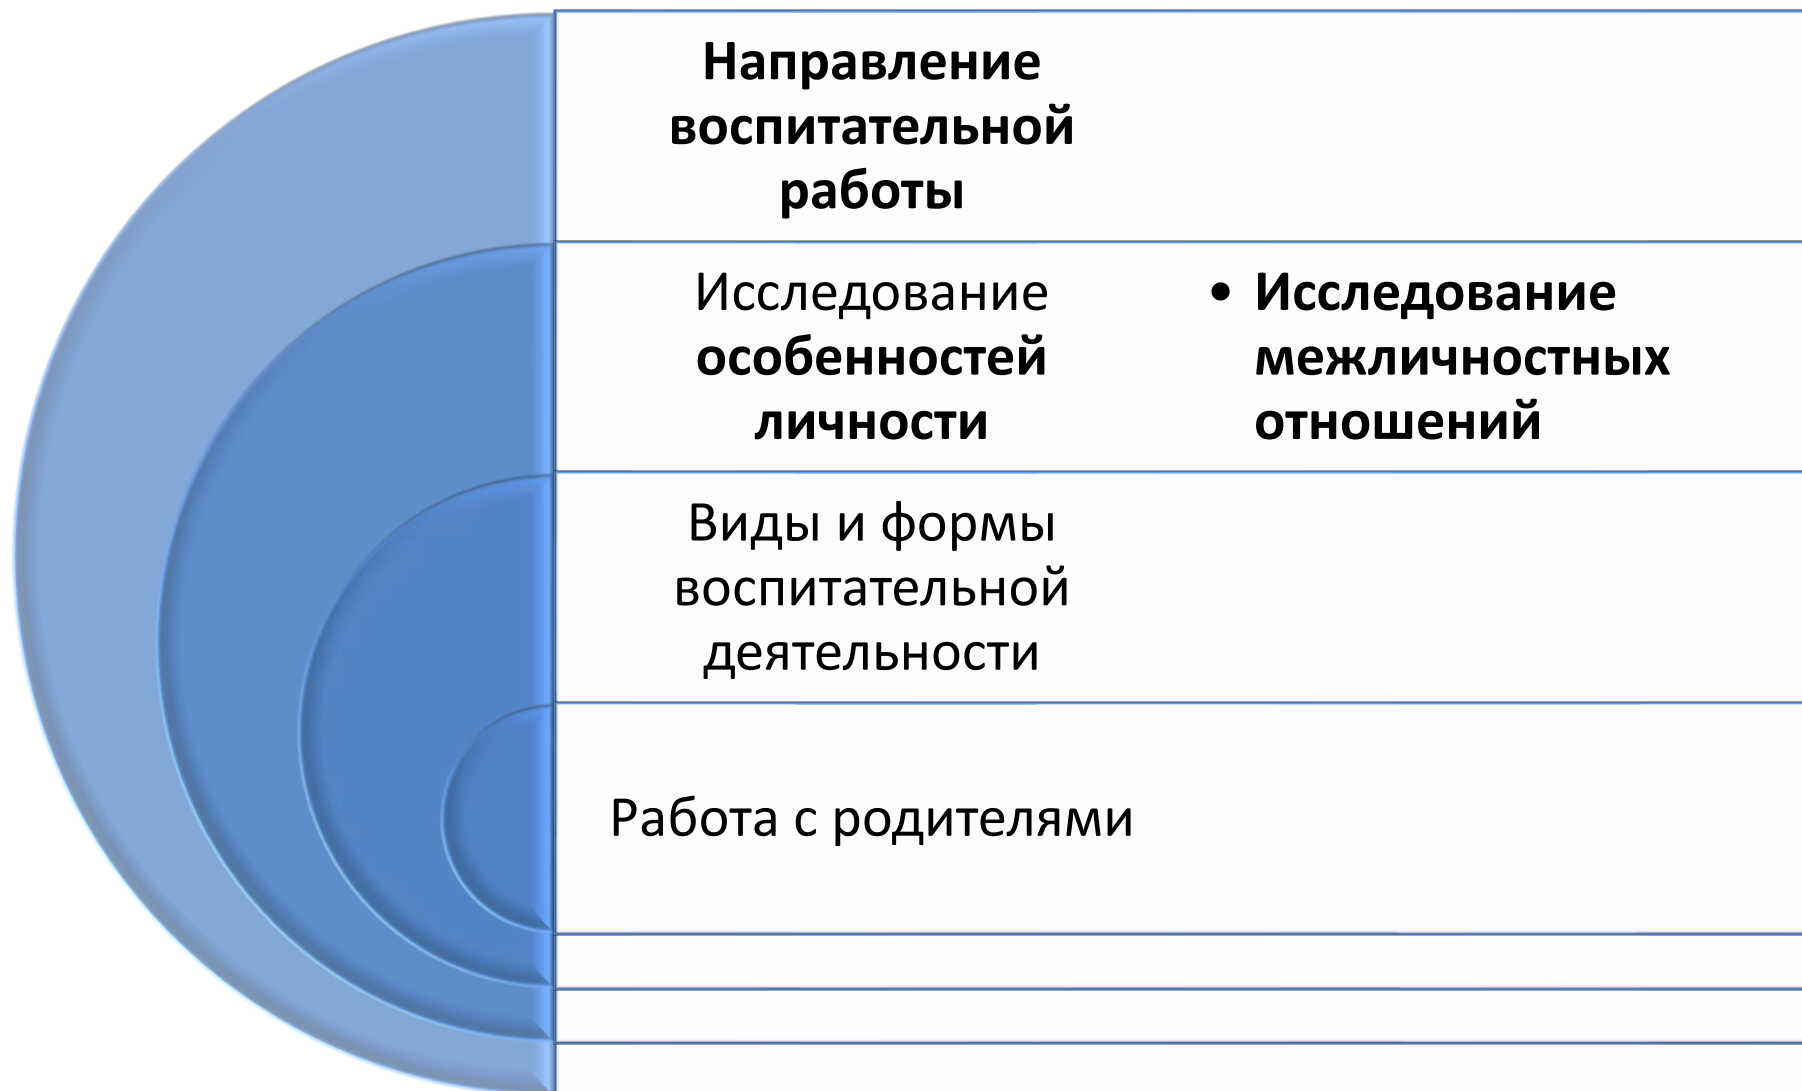 Направление
воспитательной
работы
Исследование
особенностей
личности
• Исследование
межличностных
отношений
Виды и формы
воспитательной
деятельности
Работа с родителями